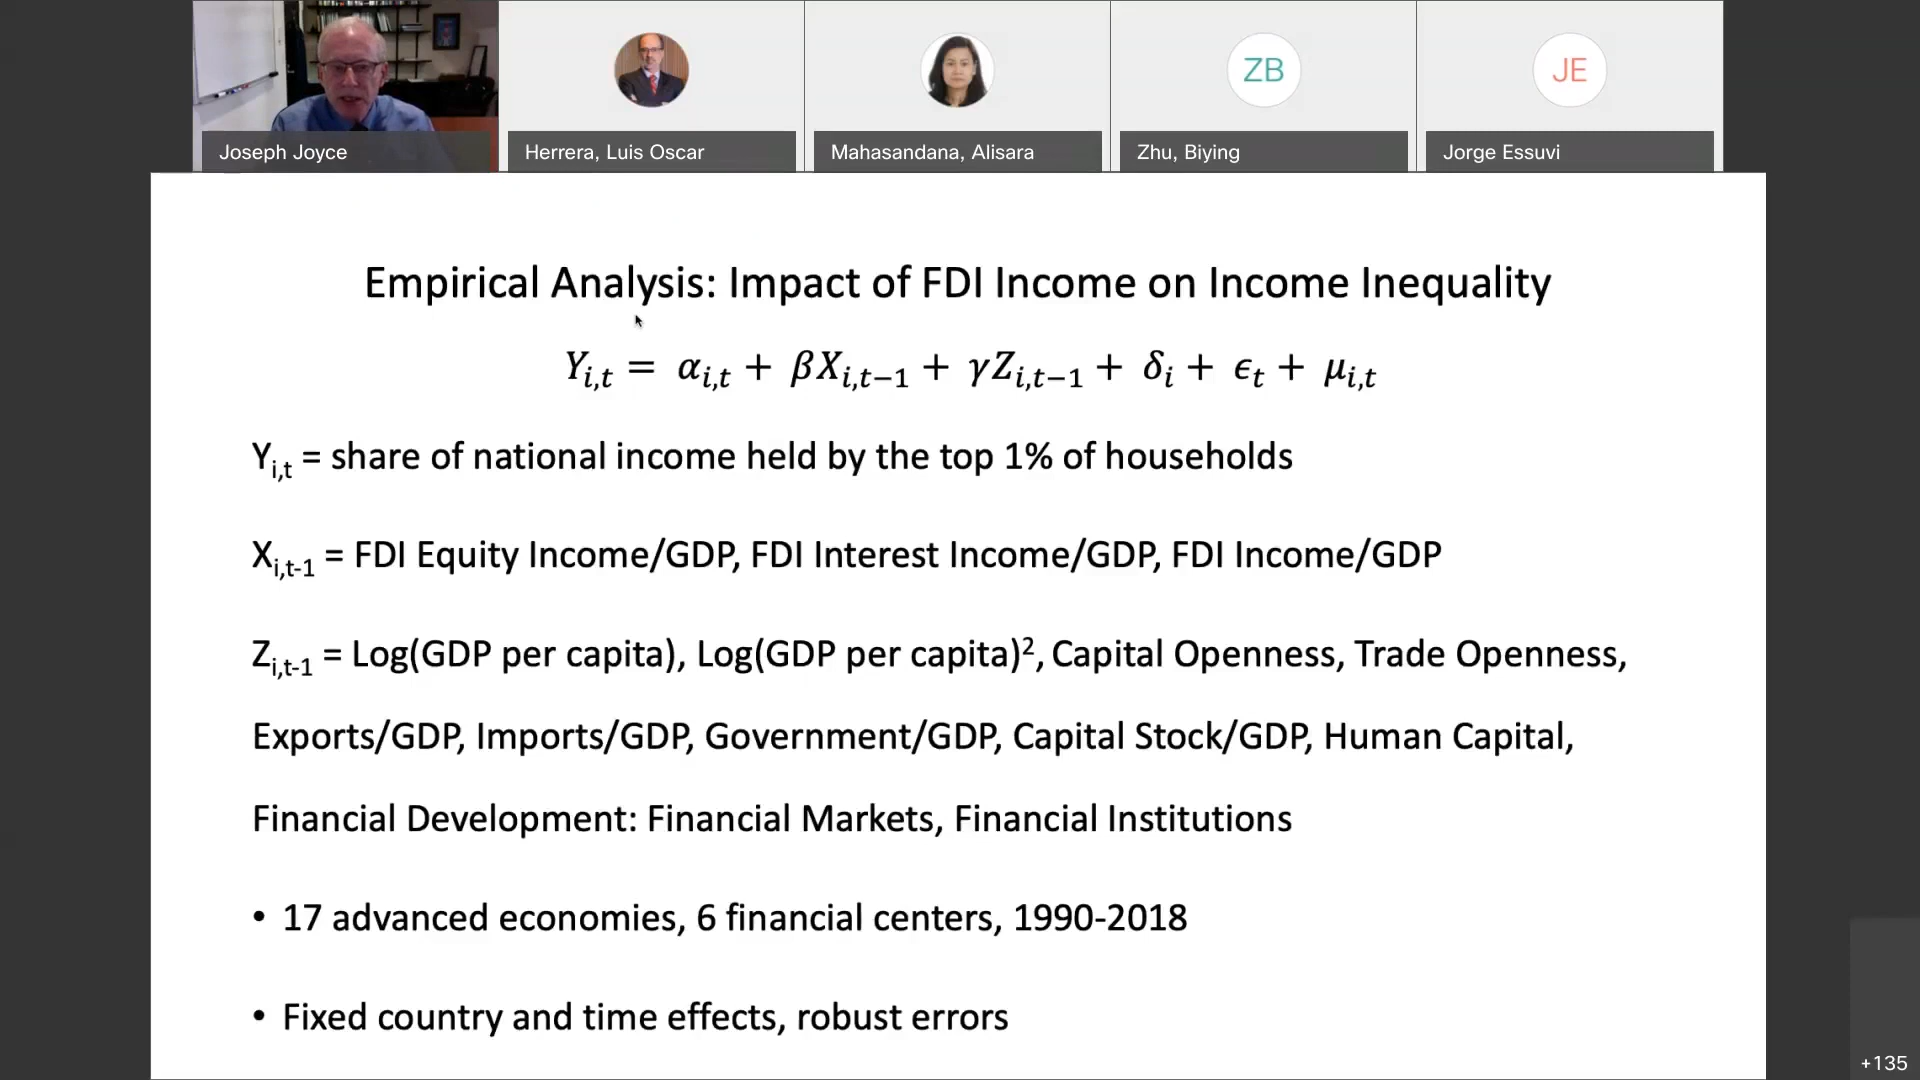 ZB
JE
Joseph Joyce
Herrera, Luis Oscar
Mahasandana, Alisara
Zhu, Biying
Jorge Essuvi
Empirical Analysis: Impact of FDI Income on Income Inequality
𝑌ᵢ,ₜ = 𝛼ᵢ,ₜ + 𝛽𝑋ᵢ,ₜ₋₁ + 𝛾𝑍ᵢ,ₜ₋₁ + 𝛿ᵢ + 𝜖ₜ + 𝜇ᵢ,ₜ
Yi,t = share of national income held by the top 1% of households
Xi,t-1 = FDI Equity Income/GDP, FDI Interest Income/GDP, FDI Income/GDP
Zi,t-1 = Log(GDP per capita), Log(GDP per capita)², Capital Openness, Trade Openness,
Exports/GDP, Imports/GDP, Government/GDP, Capital Stock/GDP, Human Capital,
Financial Development: Financial Markets, Financial Institutions
• 17 advanced economies, 6 financial centers, 1990-2018
• Fixed country and time effects, robust errors
+135